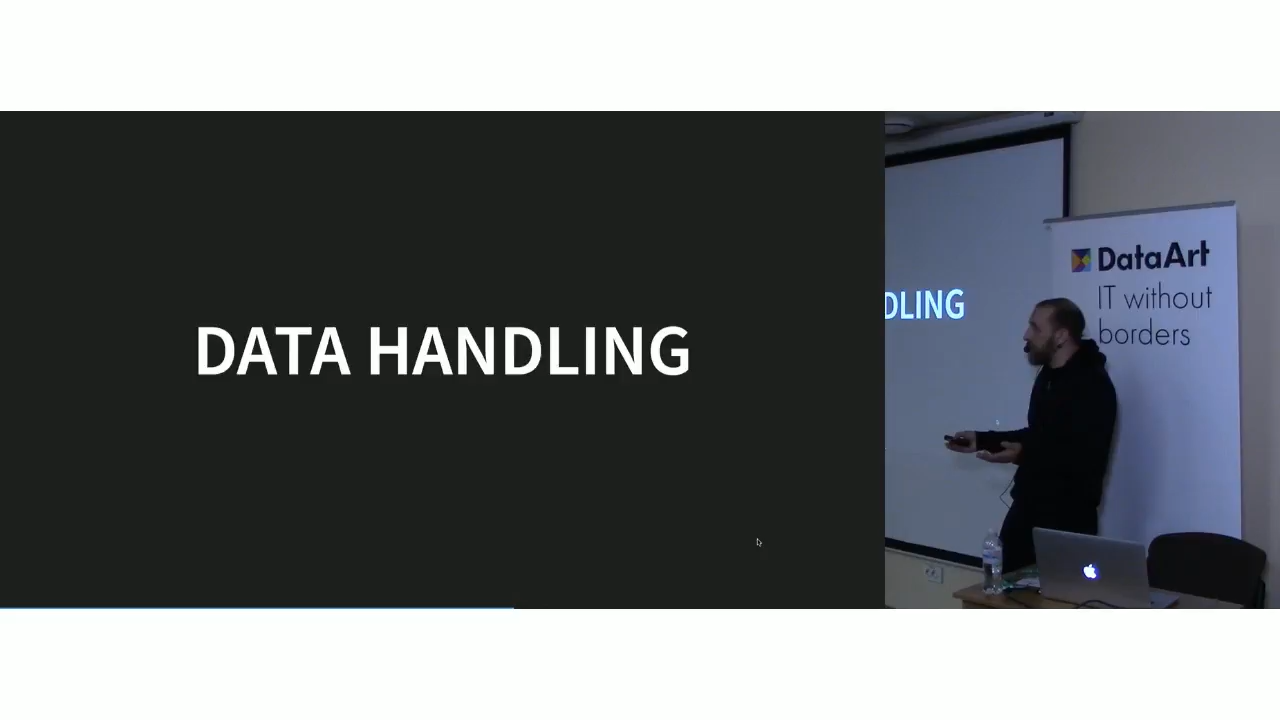 DATA HANDLING
DLING
DataArt
IT without
borders